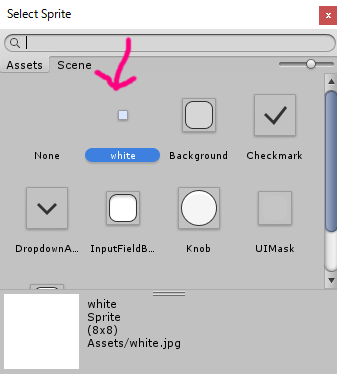 Select Sprite
Assets Scene
None white Background Checkmark
DropdownA... InputFieldB... Knob UIMask
white
Sprite
(8x8)
Assets/white.jpg